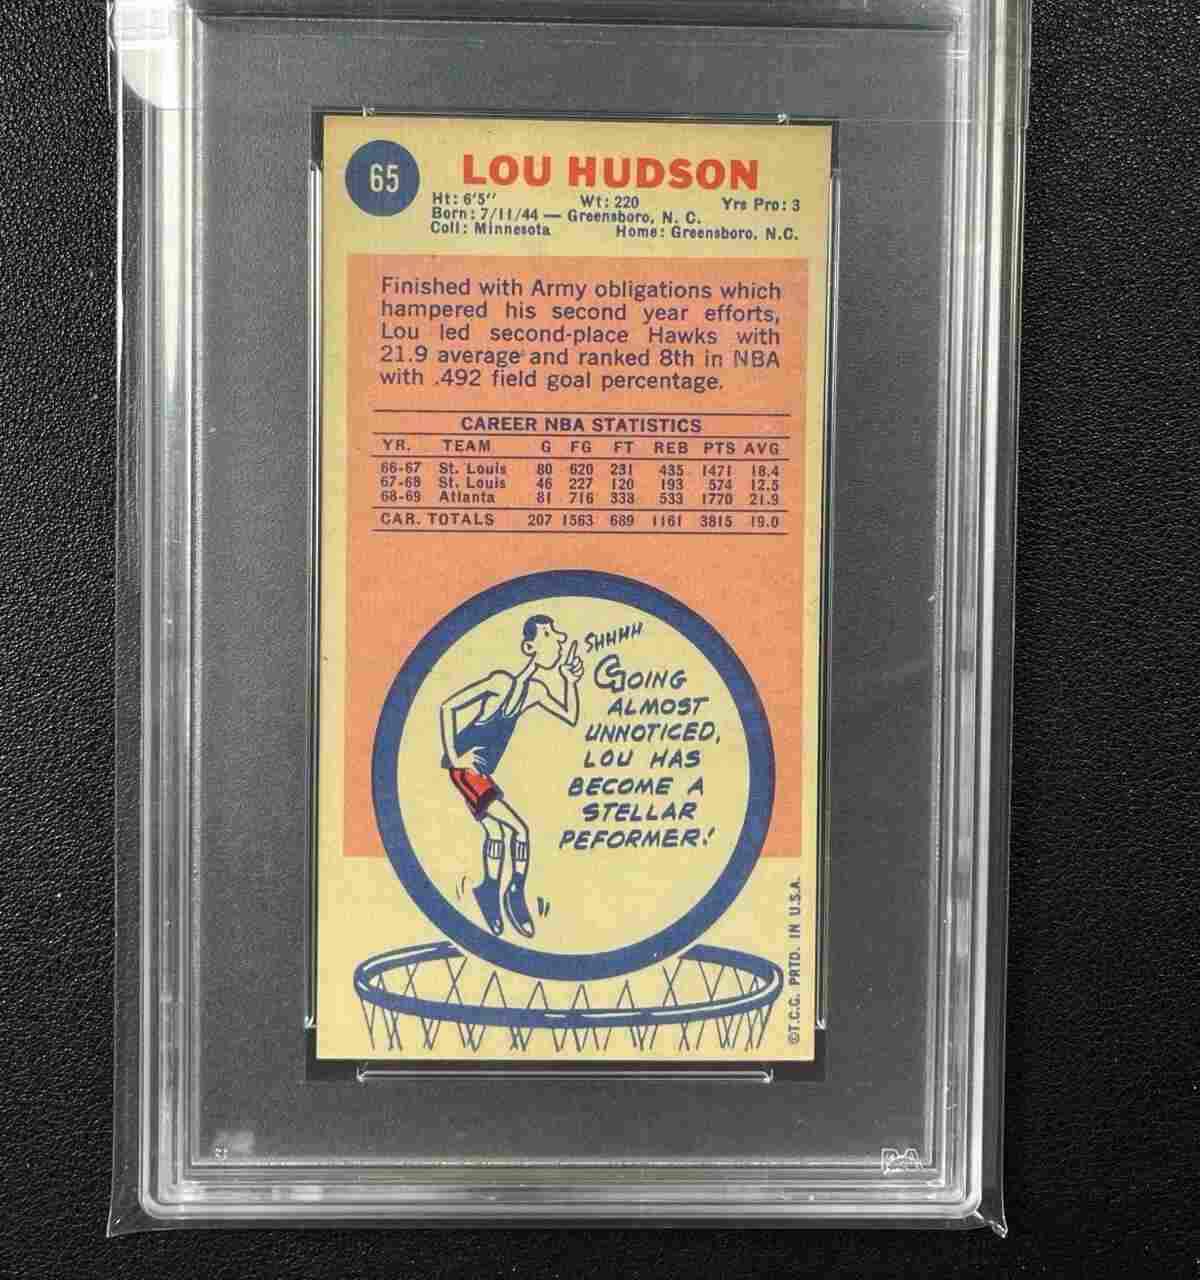 65
LOU HUDSON
Ht: 6'5" Wt: 220 Yrs Pro: 3
Born: 7/11/44 — Greensboro, N. C.
Coll: Minnesota Home: Greensboro, N.C.
Finished with Army obligations which
hampered his second year efforts,
Lou led second-place Hawks with
21.9 average and ranked 8th in NBA
with .492 field goal percentage.
CAREER NBA STATISTICS
YR. TEAM G FG FT REB PTS AVG
66-67 St. Louis 80 620 231 435 1471 18.4
67-68 St. Louis 46 227 120 193 574 12.5
68-69 Atlanta 81 716 338 533 1770 21.9
CAR. TOTALS 207 1563 689 1161 3815 19.0
SHHHH
GOING
ALMOST
UNNOTICED,
LOU HAS
BECOME A
STELLAR
PEFORMER!
©T.C.G. PRTD. IN U.S.A.